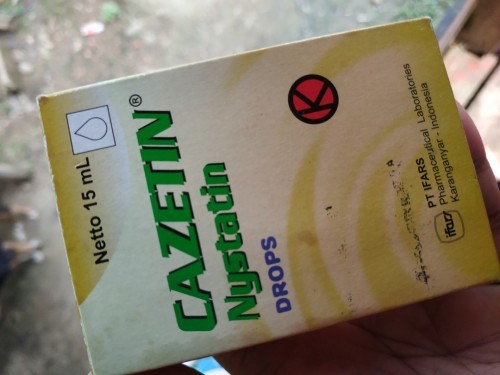 Netto 15 mL
CAZETIN®
Nystatin
DROPS
K
ifars
PT IFARS
Pharmaceutical Laboratories
Karanganyar - Indonesia